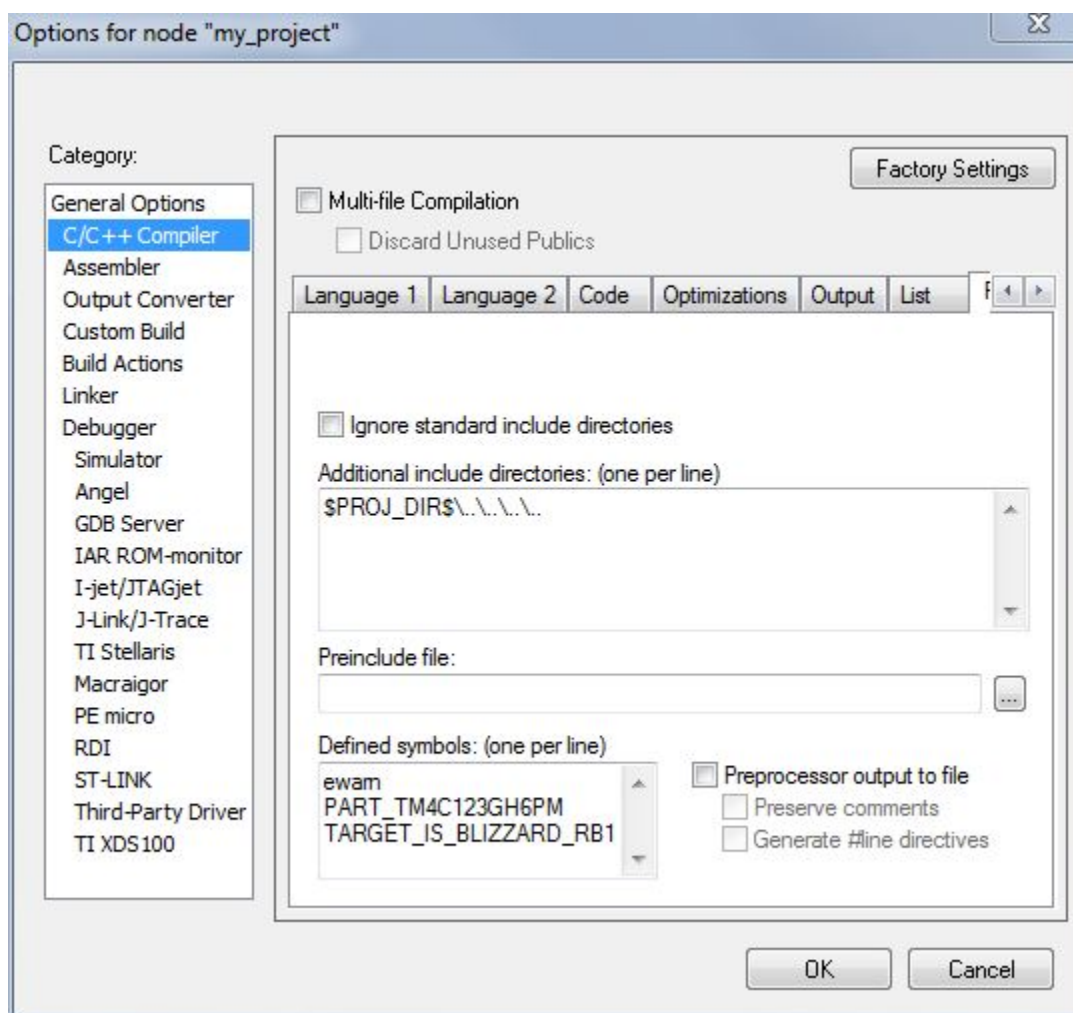 Options for node "my_project"
Category:
General Options
C/C++ Compiler
Assembler
Output Converter
Custom Build
Build Actions
Linker
Debugger
Simulator
Angel
GDB Server
IAR ROM-monitor
I-jet/JTAGjet
J-Link/J-Trace
TI Stellaris
Macraigor
PE micro
RDI
ST-LINK
Third-Party Driver
TI XDS100
Factory Settings
Multi-file Compilation
Discard Unused Publics
Language 1 Language 2 Code Optimizations Output List
Ignore standard include directories
Additional include directories: (one per line)
$PROJ_DIR$\..\..\..\..
Preinclude file:
...
Defined symbols: (one per line)
ewarm
PART_TM4C123GH6PM
TARGET_IS_BLIZZARD_RB1
Preprocessor output to file
Preserve comments
Generate #line directives
OK Cancel